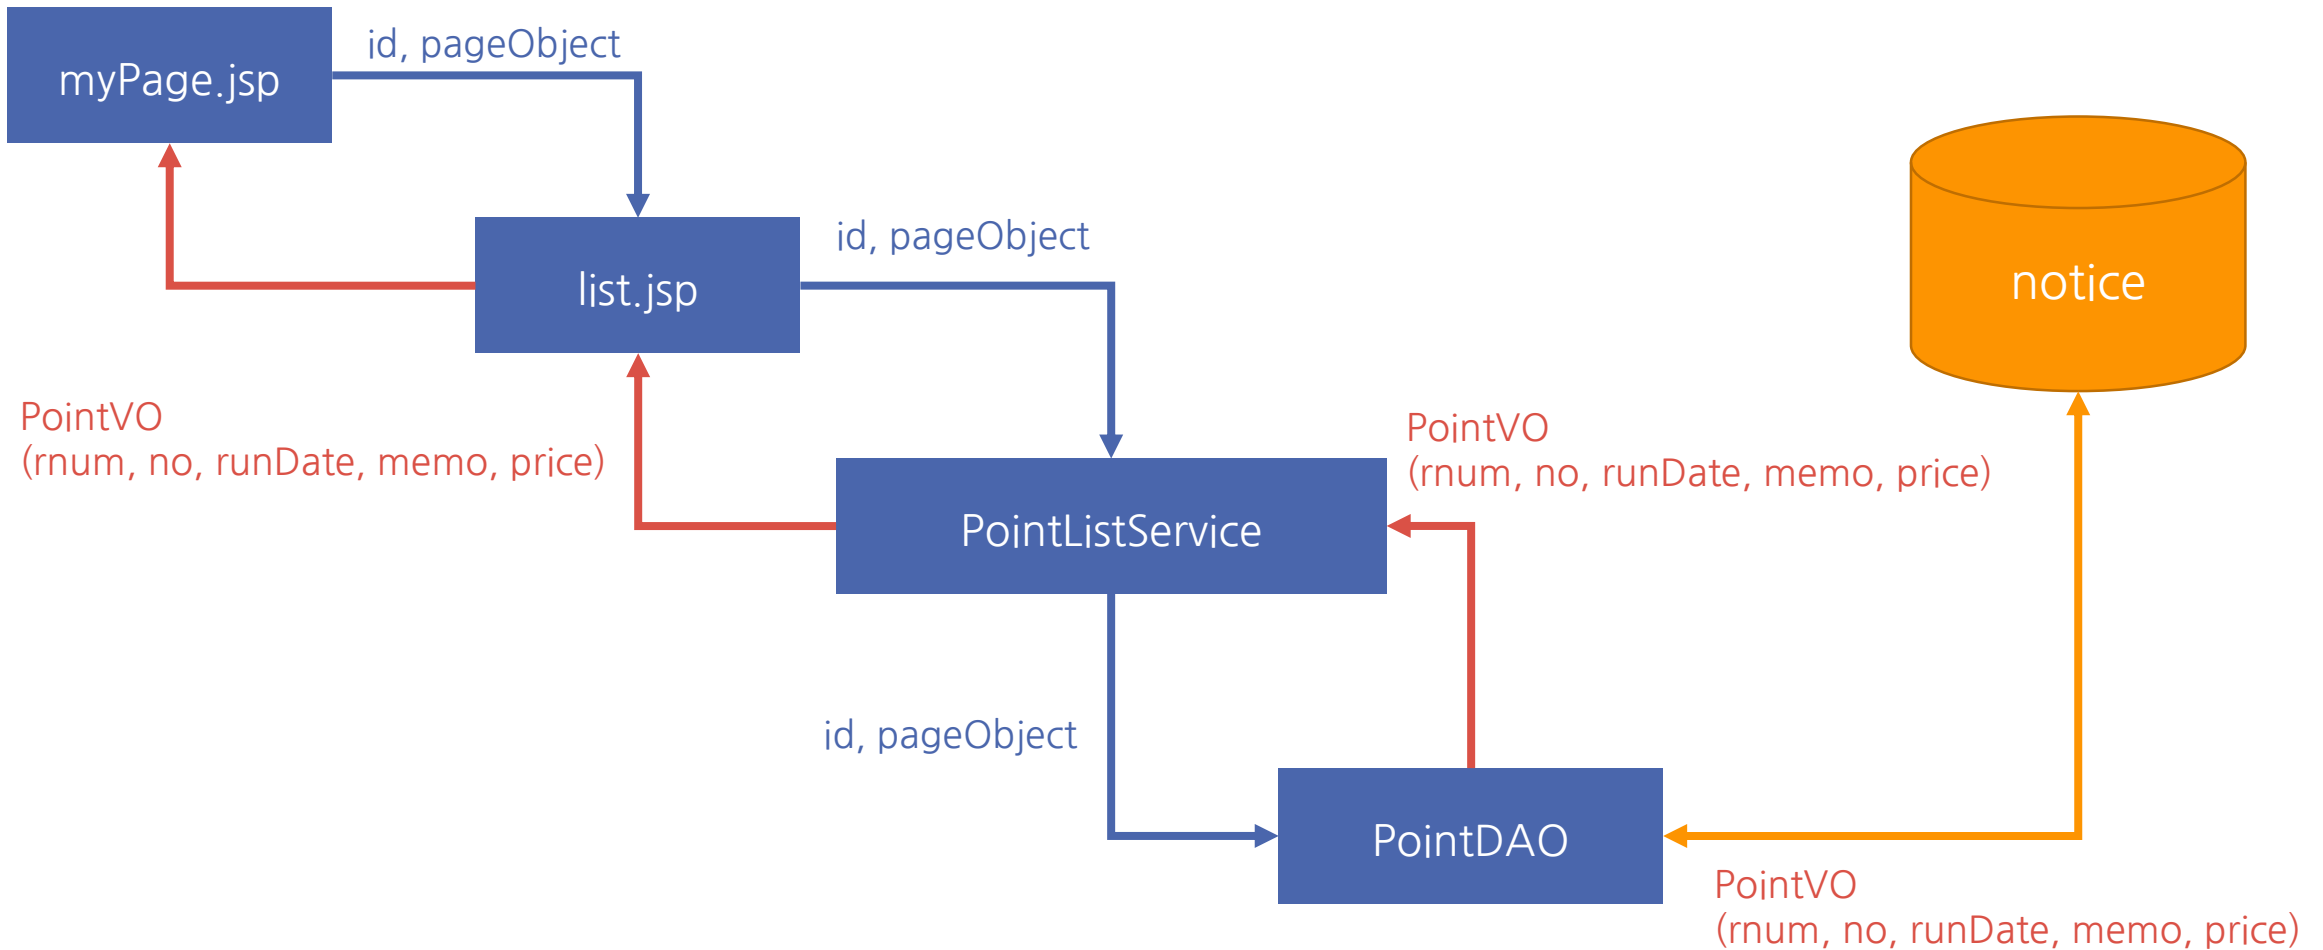 myPage.jsp
id, pageObject
list.jsp
id, pageObject
notice
PointVO
(rnum, no, runDate, memo, price)
PointVO
(rnum, no, runDate, memo, price)
PointListService
id, pageObject
PointDAO
PointVO
(rnum, no, runDate, memo, price)